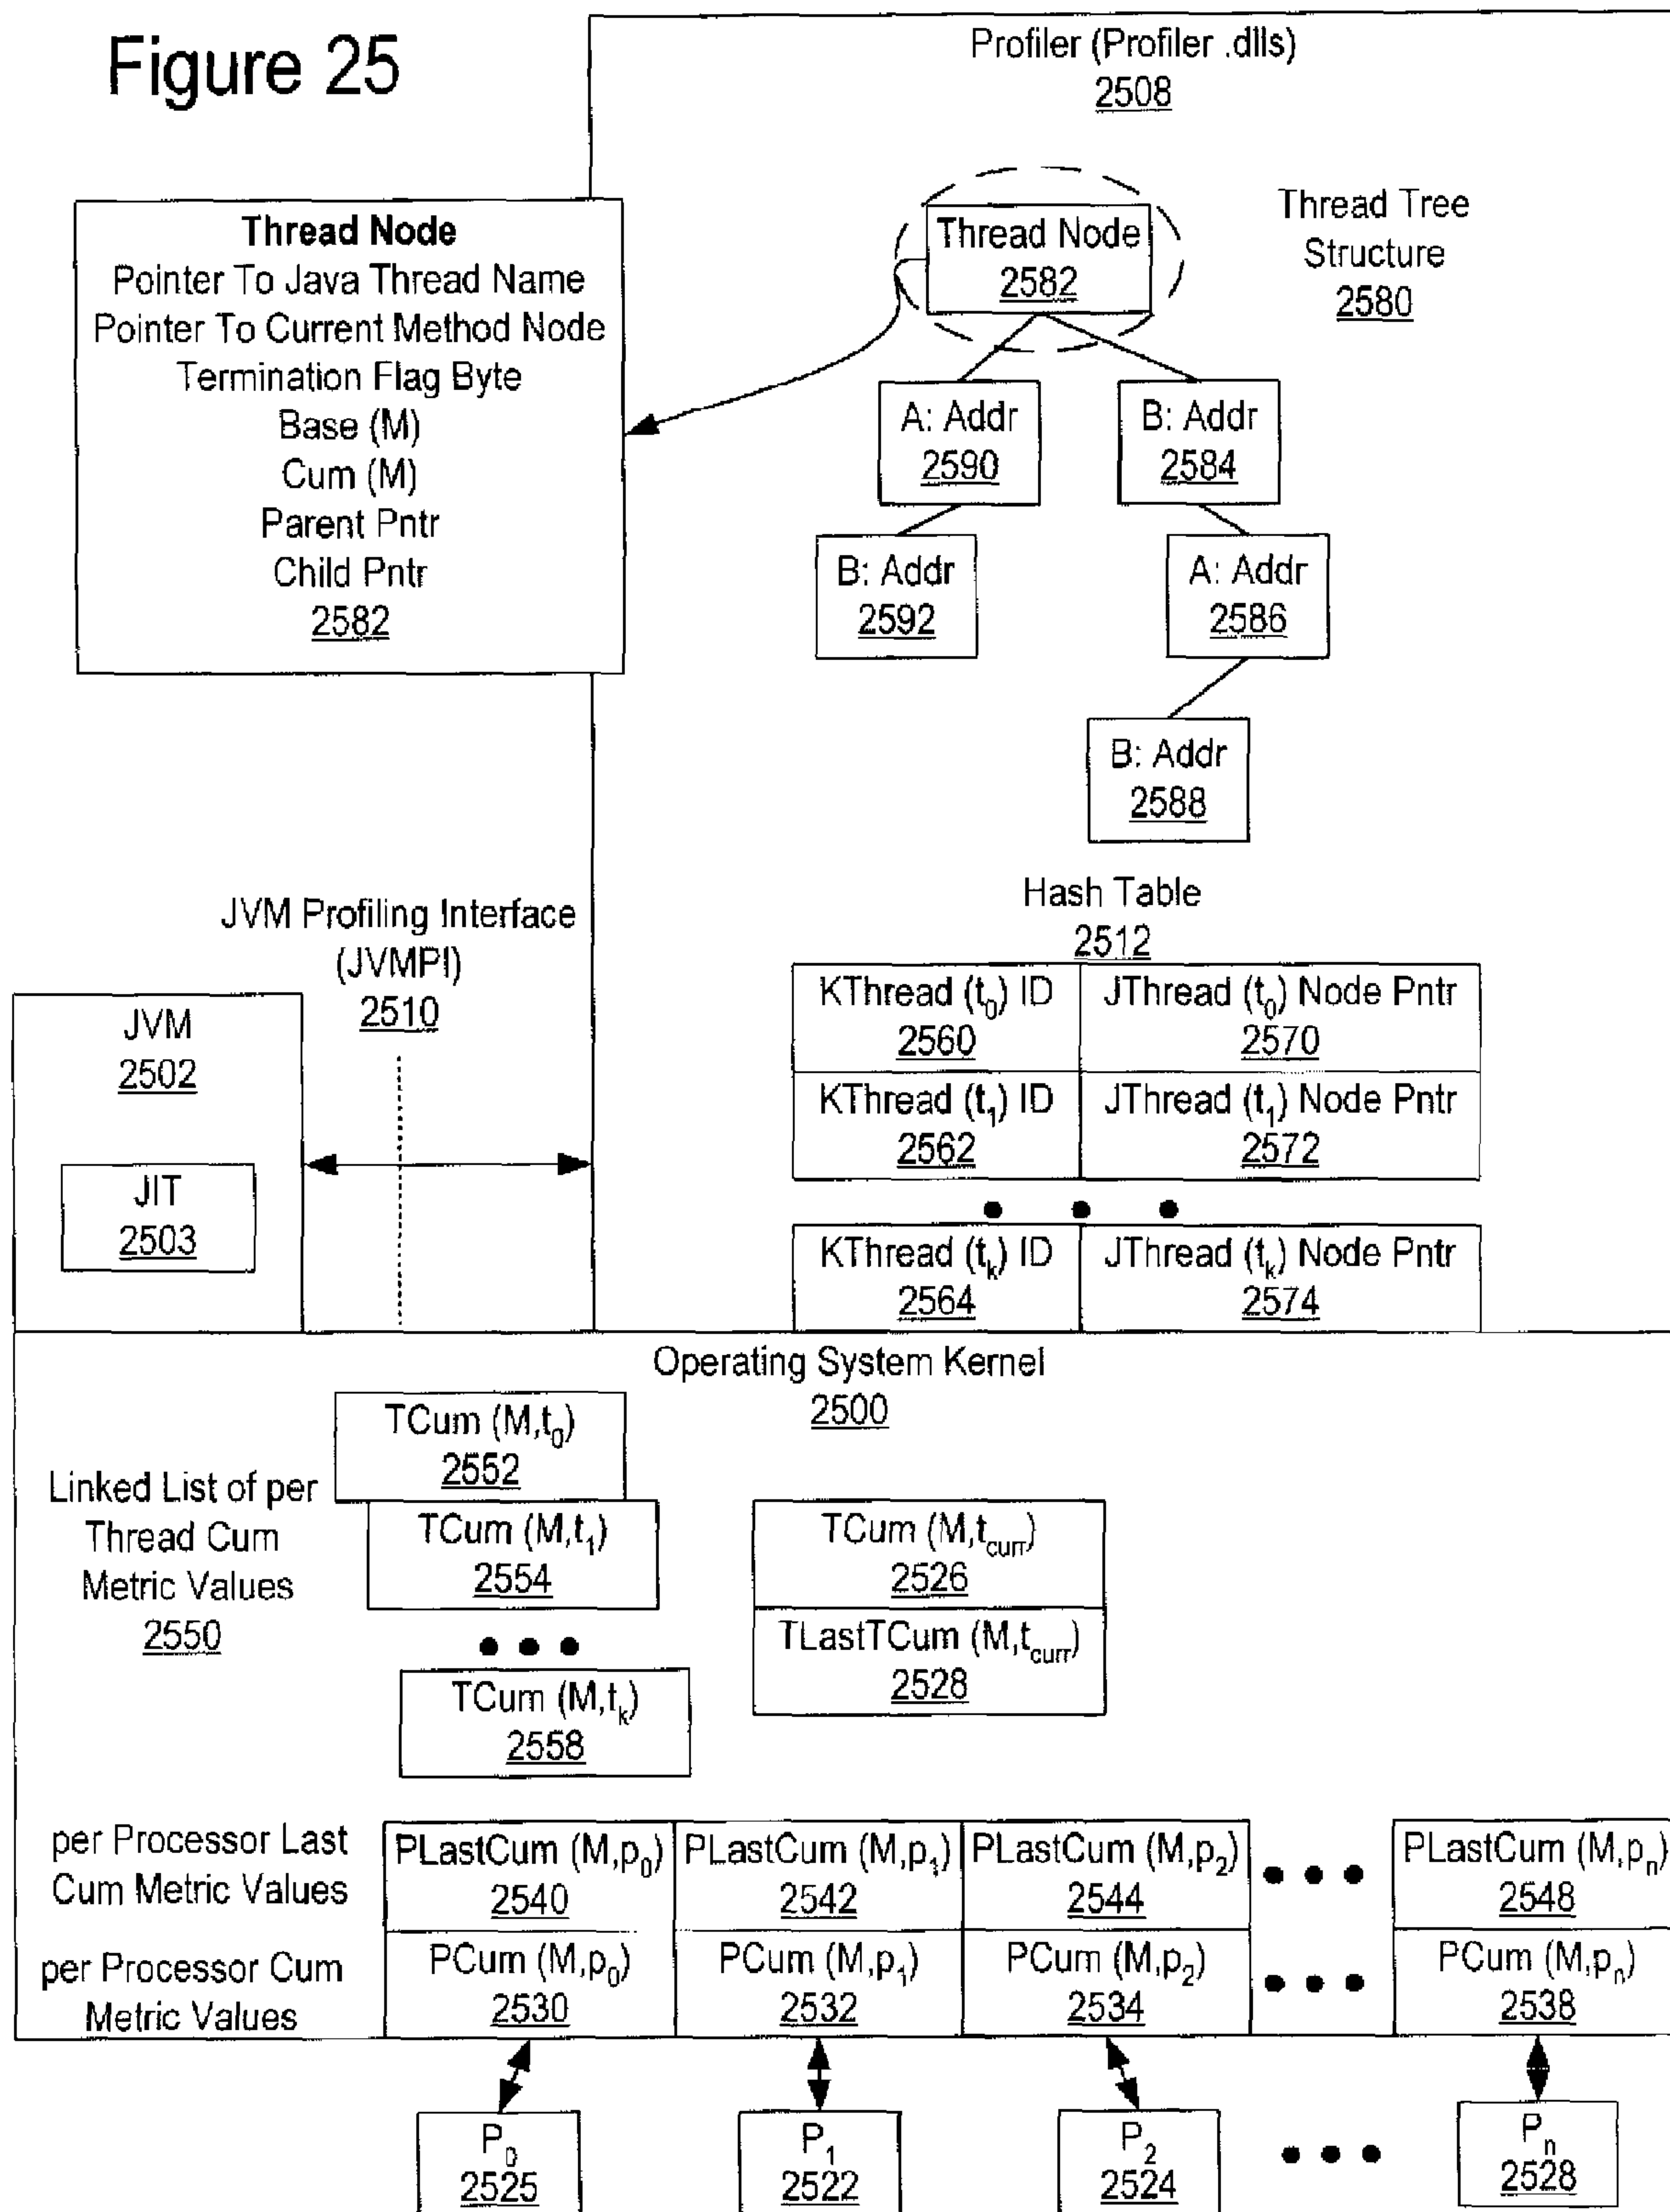 Figure 25
Profiler (Profiler .dlls)
2508
Thread Node
Pointer To Java Thread Name
Pointer To Current Method Node
Termination Flag Byte
Base (M)
Cum (M)
Parent Pntr
Child Pntr
2582
Thread Node
2582
Thread Tree
Structure
2580
A: Addr
2590
B: Addr
2584
B: Addr
2592
A: Addr
2586
B: Addr
2588
JVM Profiling Interface
(JVMPI)
2510
JVM
2502
JIT
2503
Hash Table
2512
KThread (t0) ID
2560
JThread (t0) Node Pntr
2570
KThread (t1) ID
2562
JThread (t1) Node Pntr
2572
• • •
KThread (tk) ID
2564
JThread (tk) Node Pntr
2574
Operating System Kernel
2500
Linked List of per
Thread Cum
Metric Values
2550
TCum (M,t0)
2552
TCum (M,t1)
2554
• • •
TCum (M,tk)
2558
TCum (M,tcurr)
2526
TLastTCum (M,tcurr)
2528
per Processor Last
Cum Metric Values
PLastCum (M,p0)
2540
PLastCum (M,p1)
2542
PLastCum (M,p2)
2544
• • •
PLastCum (M,pn)
2548
per Processor Cum
Metric Values
PCum (M,p0)
2530
PCum (M,p1)
2532
PCum (M,p2)
2534
• • •
PCum (M,pn)
2538
P0
2525
P1
2522
P2
2524
• • •
Pn
2528